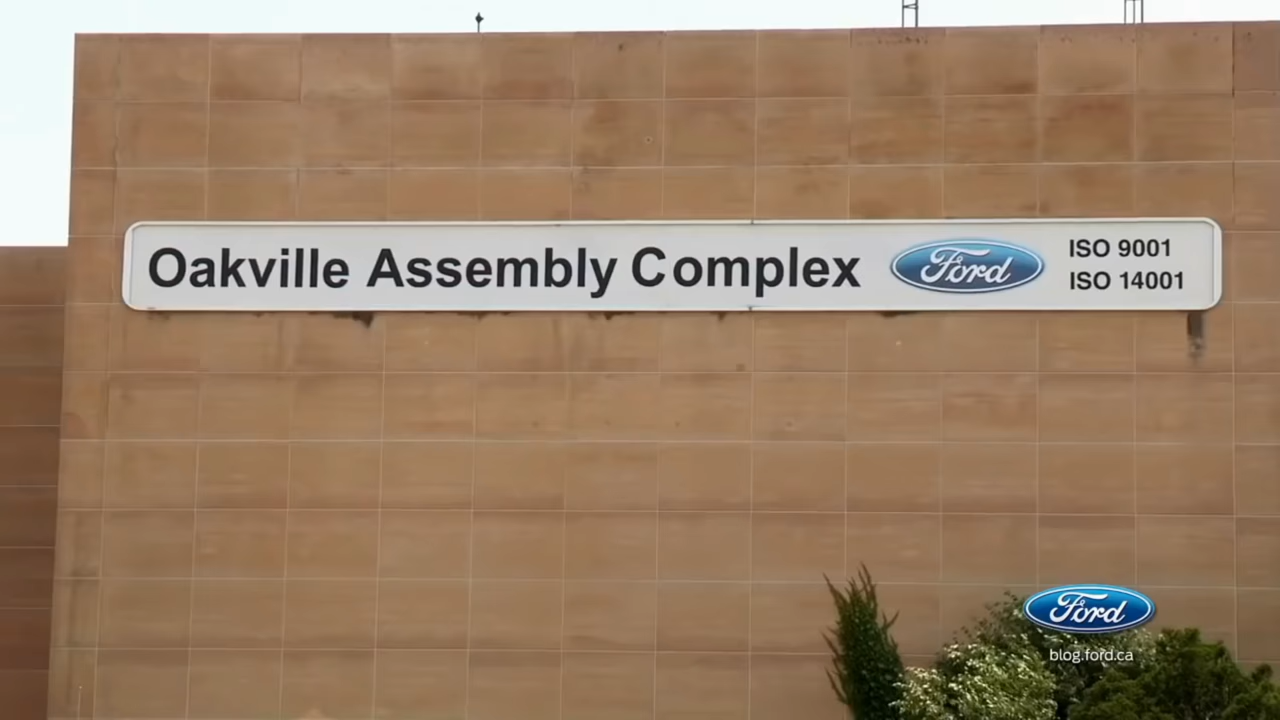 Oakville Assembly Complex
Ford
ISO 9001
ISO 14001
Ford
blog.ford.ca